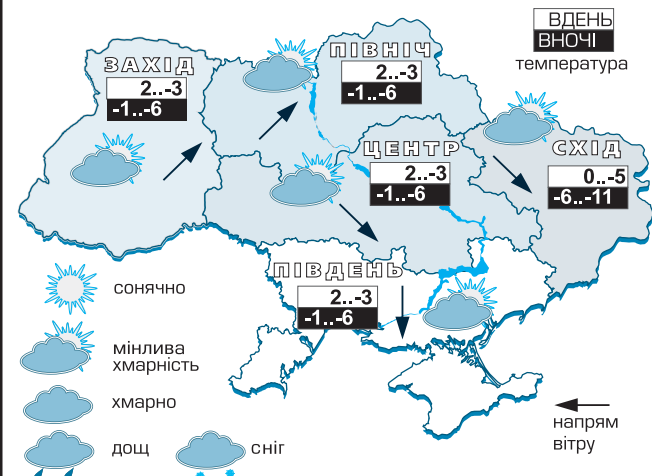 ВДЕНЬ
ВНОЧІ
температура
ЗАХІД
2..-3
-1..-6
ПІВНІЧ
2..-3
-1..-6
ЦЕНТР
2..-3
-1..-6
СХІД
0..-5
-6..-11
ПІВДЕНЬ
2..-3
-1..-6
сонячно
мінлива
хмарність
хмарно
дощ
сніг
напрям
вітру